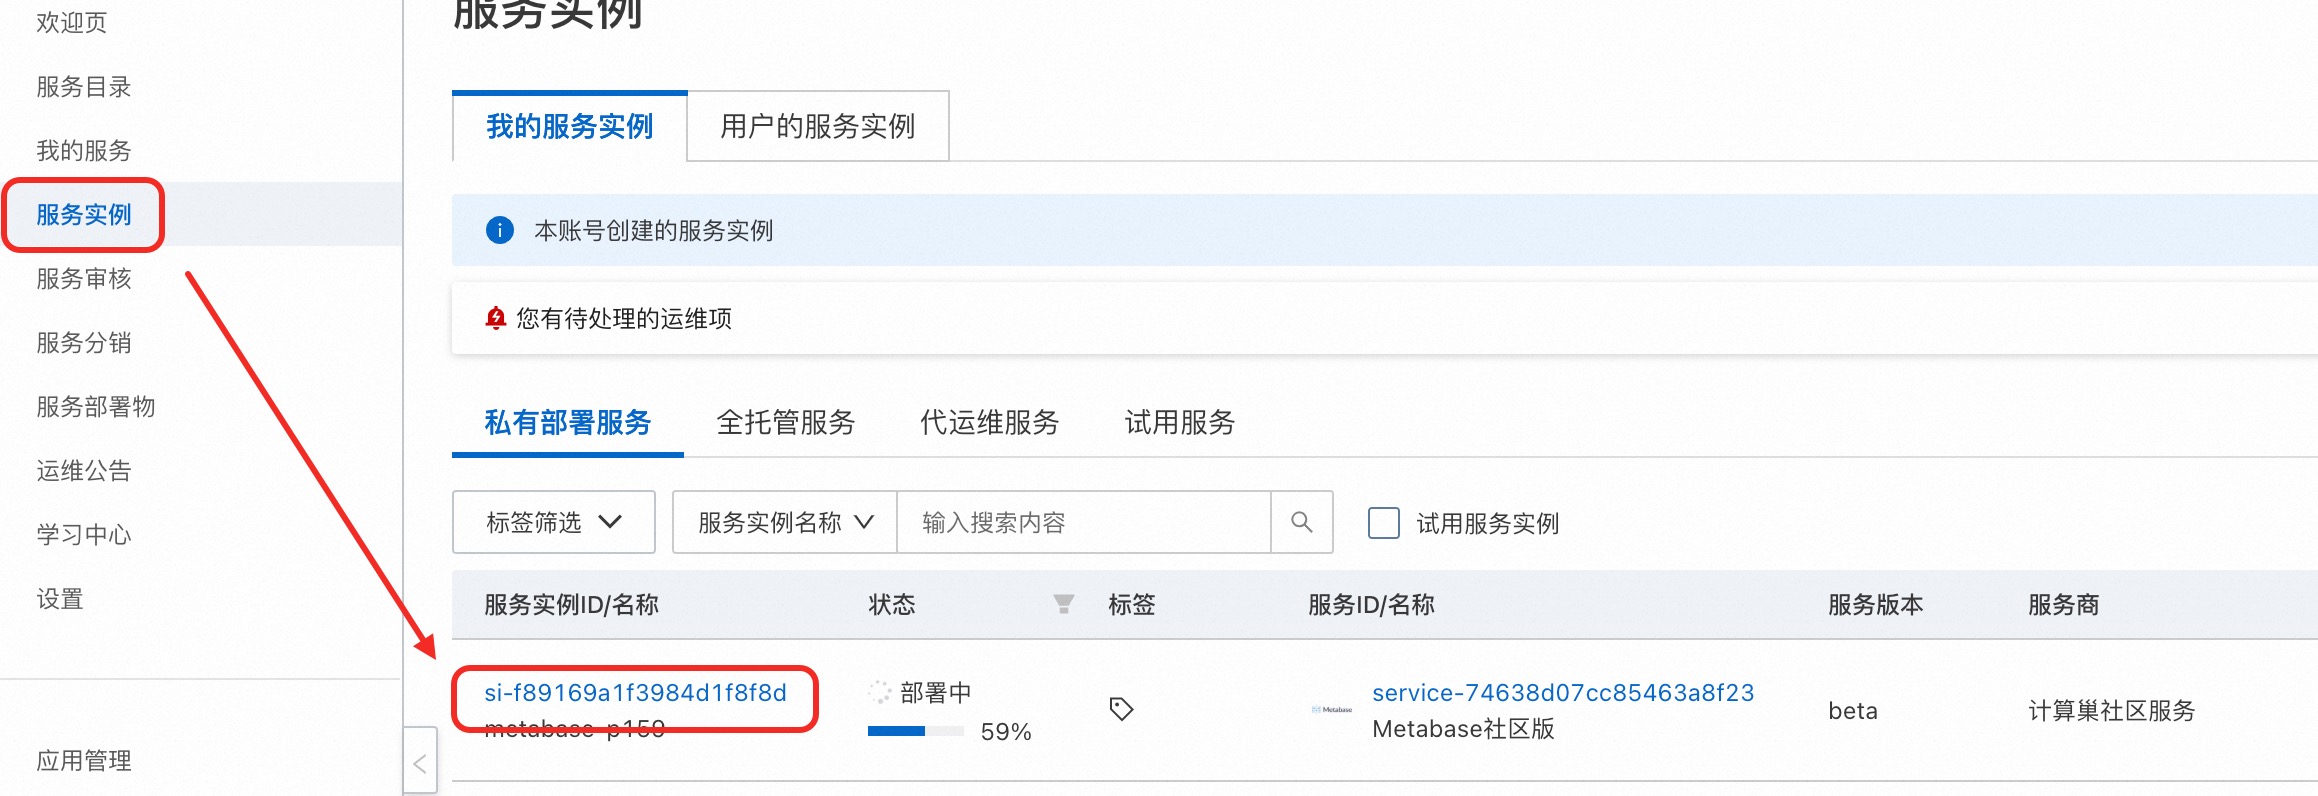 欢迎页
服务目录
我的服务
服务实例
服务审核
服务分销
服务部署物
运维公告
学习中心
设置
应用管理
服务实例
我的服务实例
用户的服务实例
本账号创建的服务实例
您有待处理的运维项
私有部署服务
全托管服务
代运维服务
试用服务
标签筛选
服务实例名称
输入搜索内容
试用服务实例
服务实例ID/名称
状态
标签
服务ID/名称
服务版本
服务商
si-f89169a1f3984d1f8f8d
metabase-p159
部署中
59%
Metabase
service-74638d07cc85463a8f23
Metabase社区版
beta
计算巢社区服务